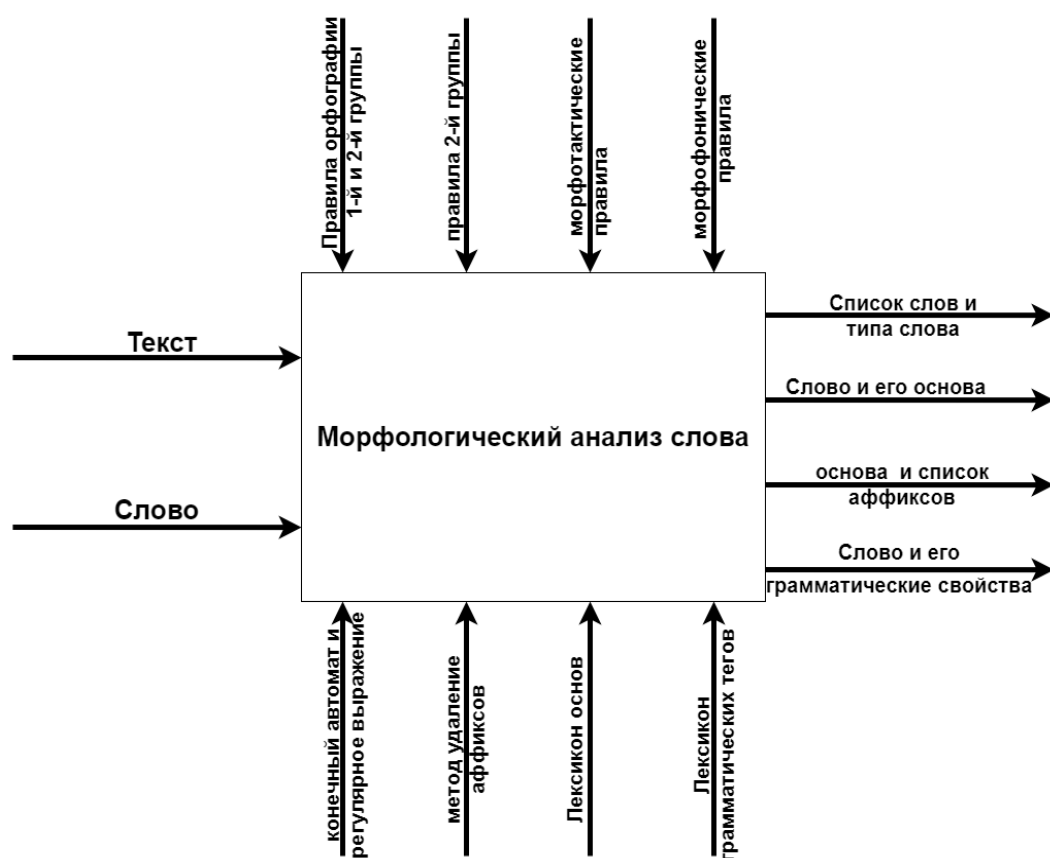 Правила орфографии
1-й и 2-й группы
правила 2-й группы
морфотактические
правила
морфофонические
правила
Текст
Слово
Морфологический анализ слова
Список слов и
типа слова
Слово и его основа
основа и список
аффиксов
Слово и его
грамматические свойства
конечный автомат и
регулярное выражение
метод удаление
аффиксов
Лексикон основ
Лексикон
грамматических тегов